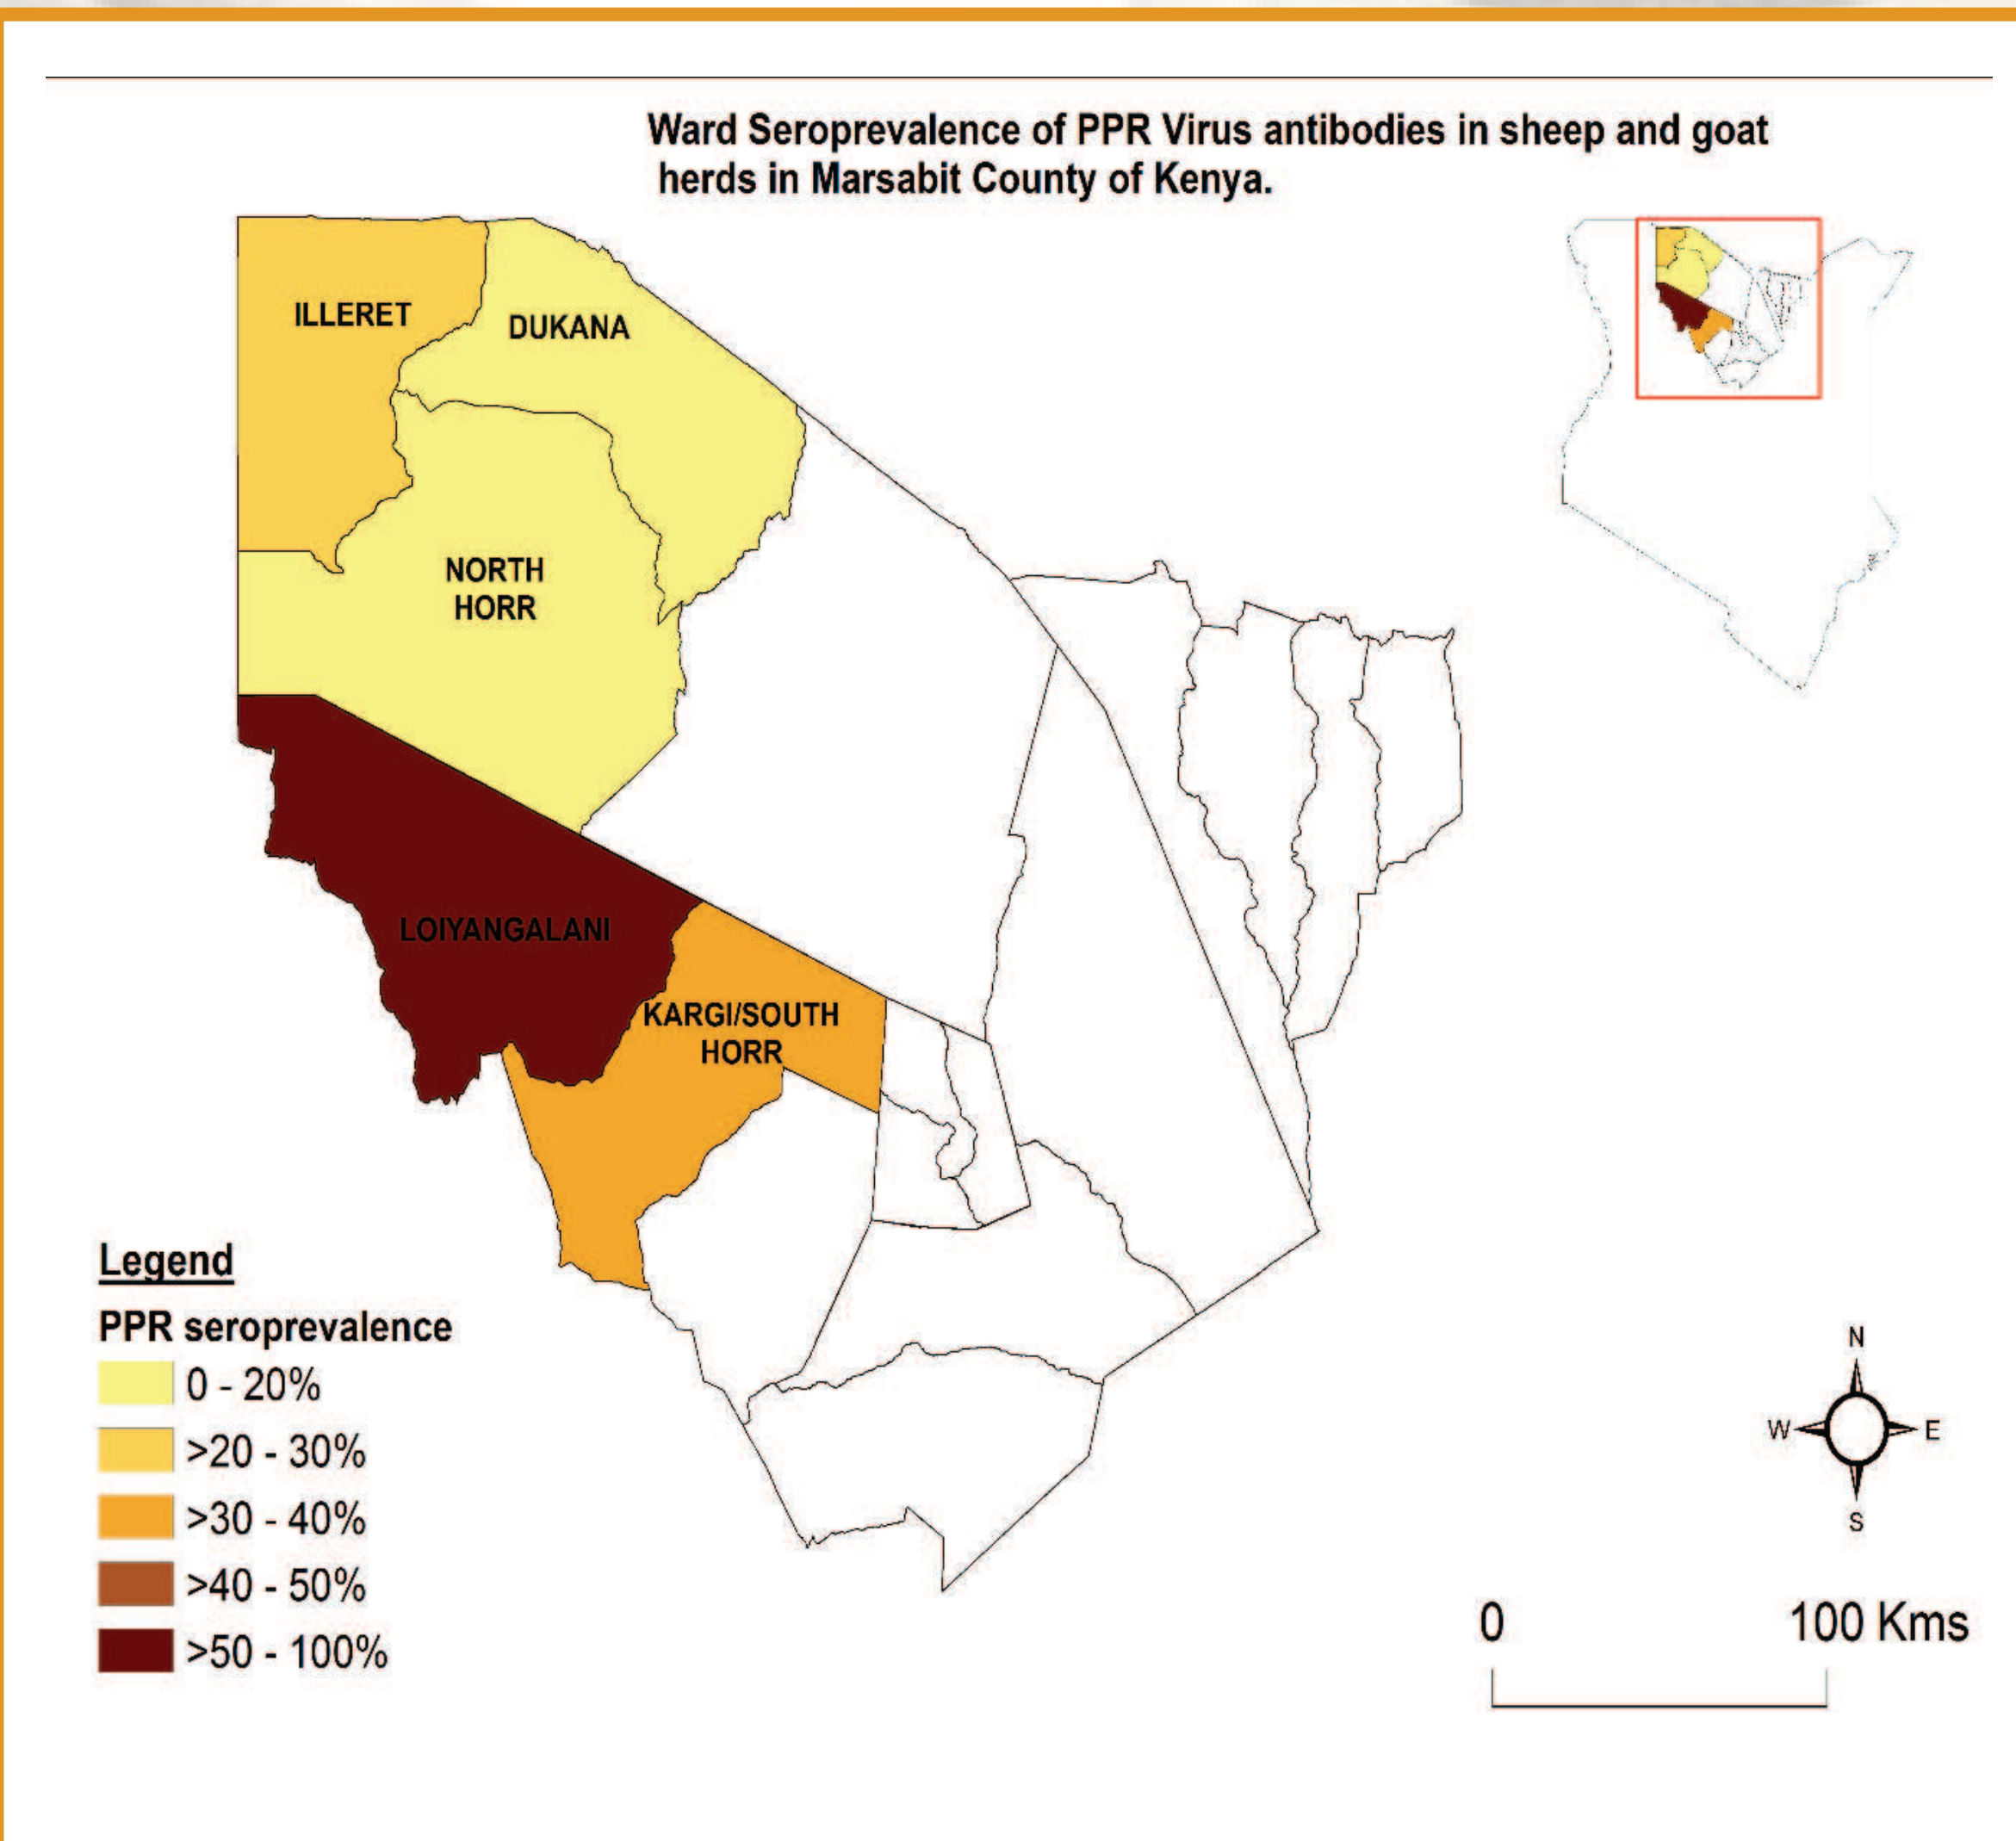 Ward Seroprevalence of PPR Virus antibodies in sheep and goat
herds in Marsabit County of Kenya.
ILLERET
DUKANA
NORTH
HORR
LOIYANGALANI
KARGI/SOUTH
HORR
Legend
PPR seroprevalence
0 - 20%
>20 - 30%
>30 - 40%
>40 - 50%
>50 - 100%
N
W E
S
0 100 Kms